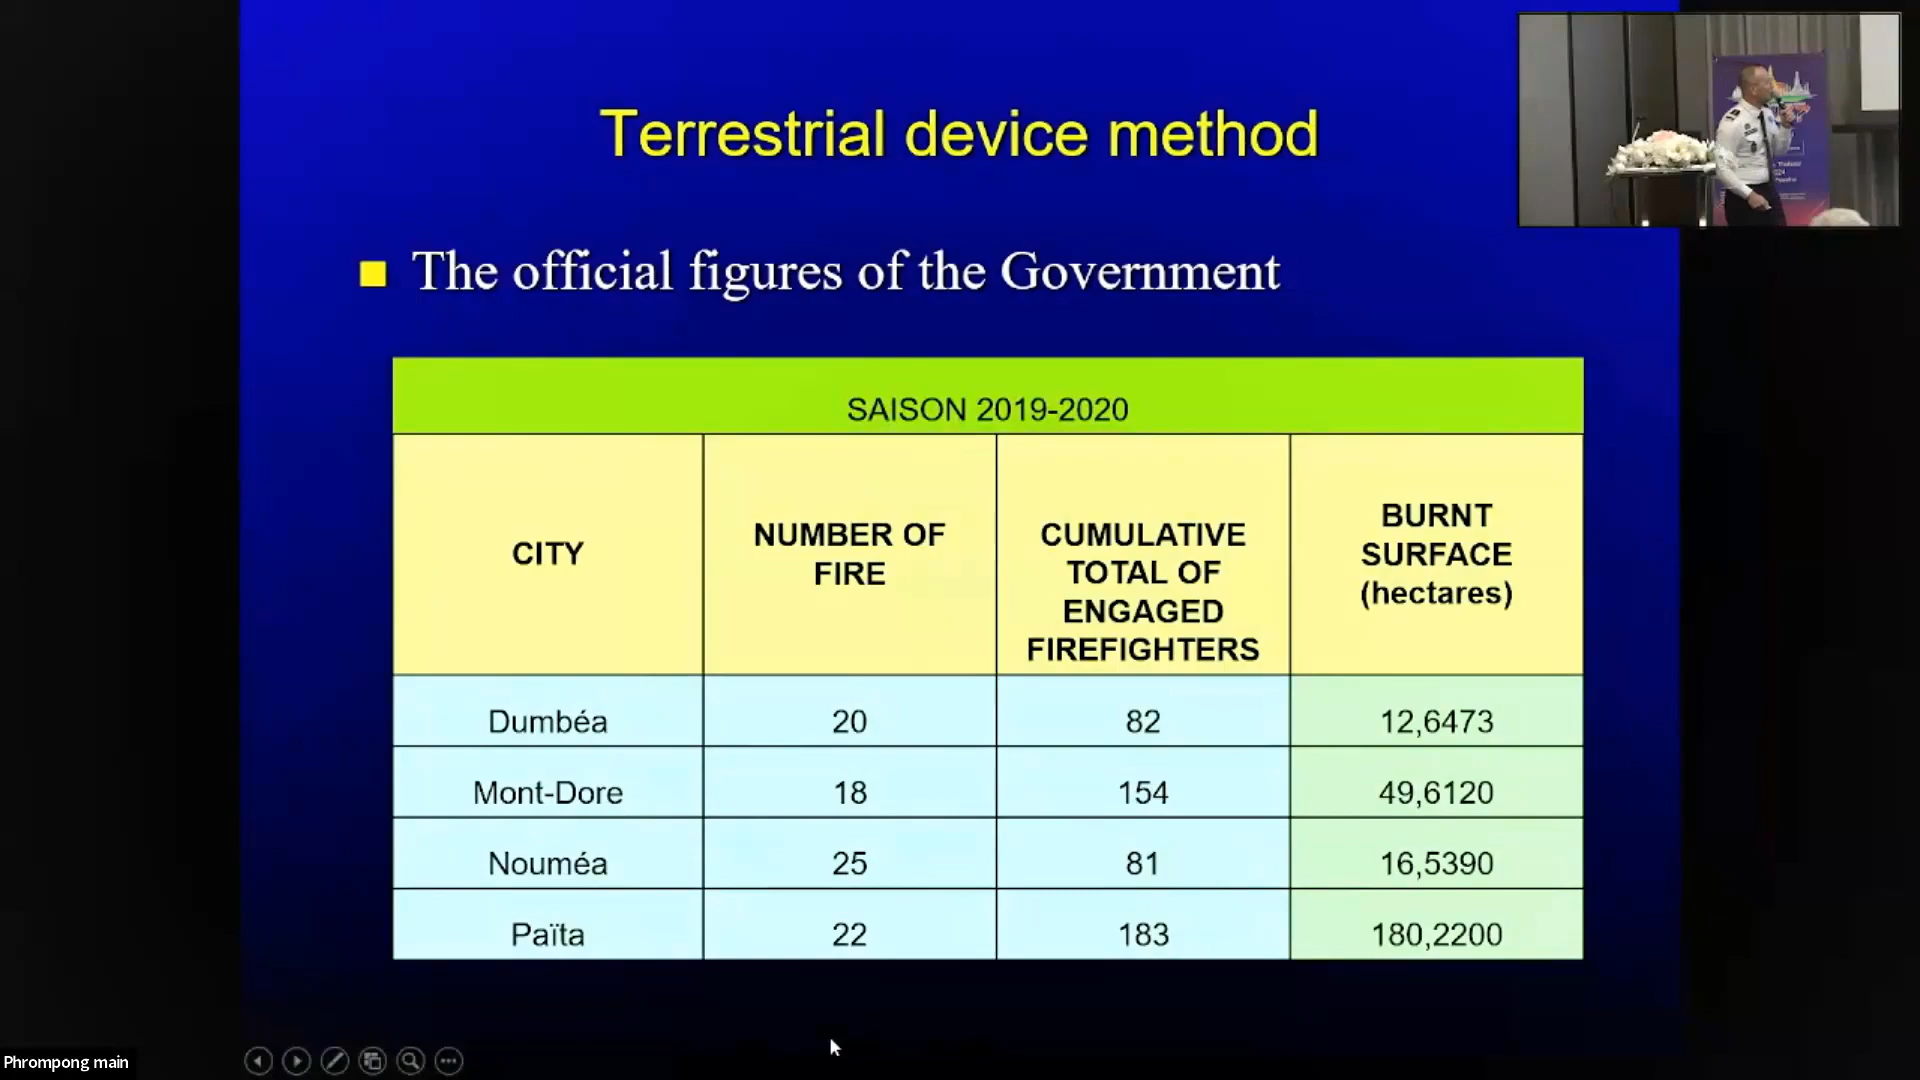 Terrestrial device method
The official figures of the Government
SAISON 2019-2020
CITY
NUMBER OF
FIRE
CUMULATIVE
TOTAL OF
ENGAGED
FIREFIGHTERS
BURNT
SURFACE
(hectares)
Dumbéa 20 82 12,6473
Mont-Dore 18 154 49,6120
Nouméa 25 81 16,5390
Païta 22 183 180,2200
Phrompong main